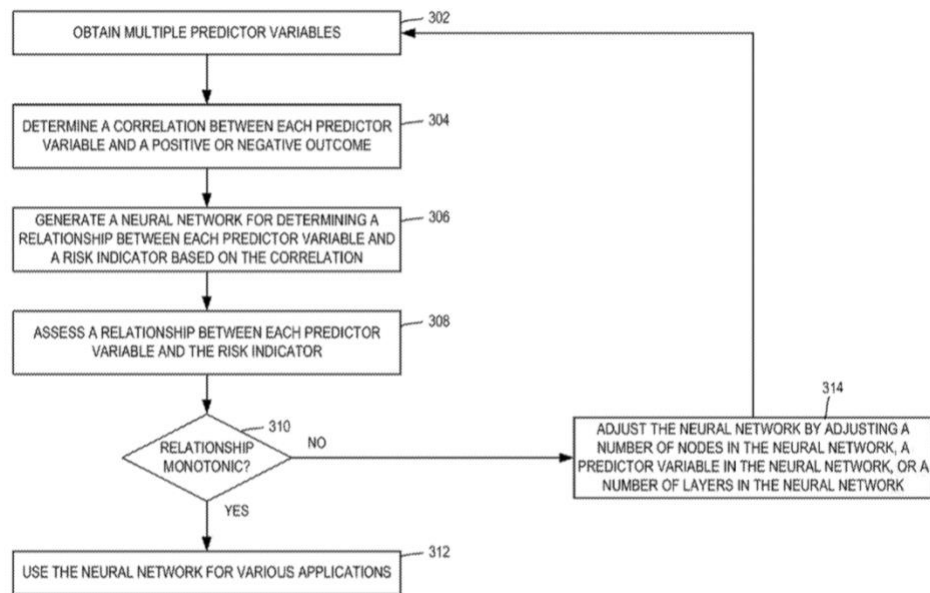 302
OBTAIN MULTIPLE PREDICTOR VARIABLES
DETERMINE A CORRELATION BETWEEN EACH PREDICTOR
VARIABLE AND A POSITIVE OR NEGATIVE OUTCOME
304
GENERATE A NEURAL NETWORK FOR DETERMINING A
RELATIONSHIP BETWEEN EACH PREDICTOR VARIABLE AND
A RISK INDICATOR BASED ON THE CORRELATION
306
ASSESS A RELATIONSHIP BETWEEN EACH PREDICTOR
VARIABLE AND THE RISK INDICATOR
308
310
RELATIONSHIP
MONOTONIC?
NO
YES
314
ADJUST THE NEURAL NETWORK BY ADJUSTING A
NUMBER OF NODES IN THE NEURAL NETWORK, A
PREDICTOR VARIABLE IN THE NEURAL NETWORK, OR A
NUMBER OF LAYERS IN THE NEURAL NETWORK
312
USE THE NEURAL NETWORK FOR VARIOUS APPLICATIONS